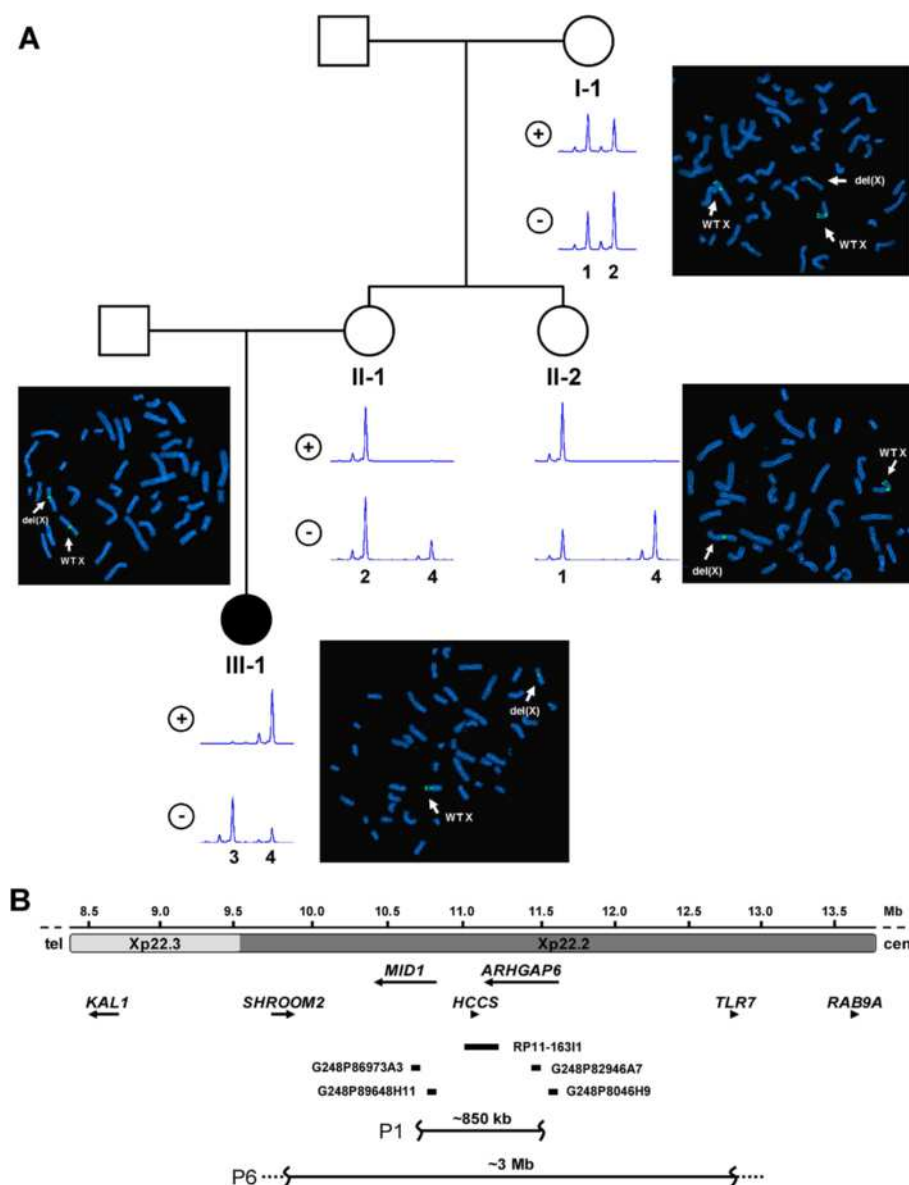 A
I-1
+
del(X)
WT X
WT X
-
1 2
II-1
II-2
+
WT X
del(X)
WT X
-
del(X)
2 4
1 4
III-1
+
del(X)
-
WT X
3 4
B
8.5 9.0 9.5 10.0 10.5 11.0 11.5 12.0 12.5 13.0 13.5 Mb
tel Xp22.3 Xp22.2 cen
MID1 ARHGAP6
KAL1 SHROOM2 HCCS TLR7 RAB9A
RP11-163I1
G248P86973A3 G248P82946A7
G248P89648H11 G248P8046H9
~850 kb
P1
~3 Mb
P6